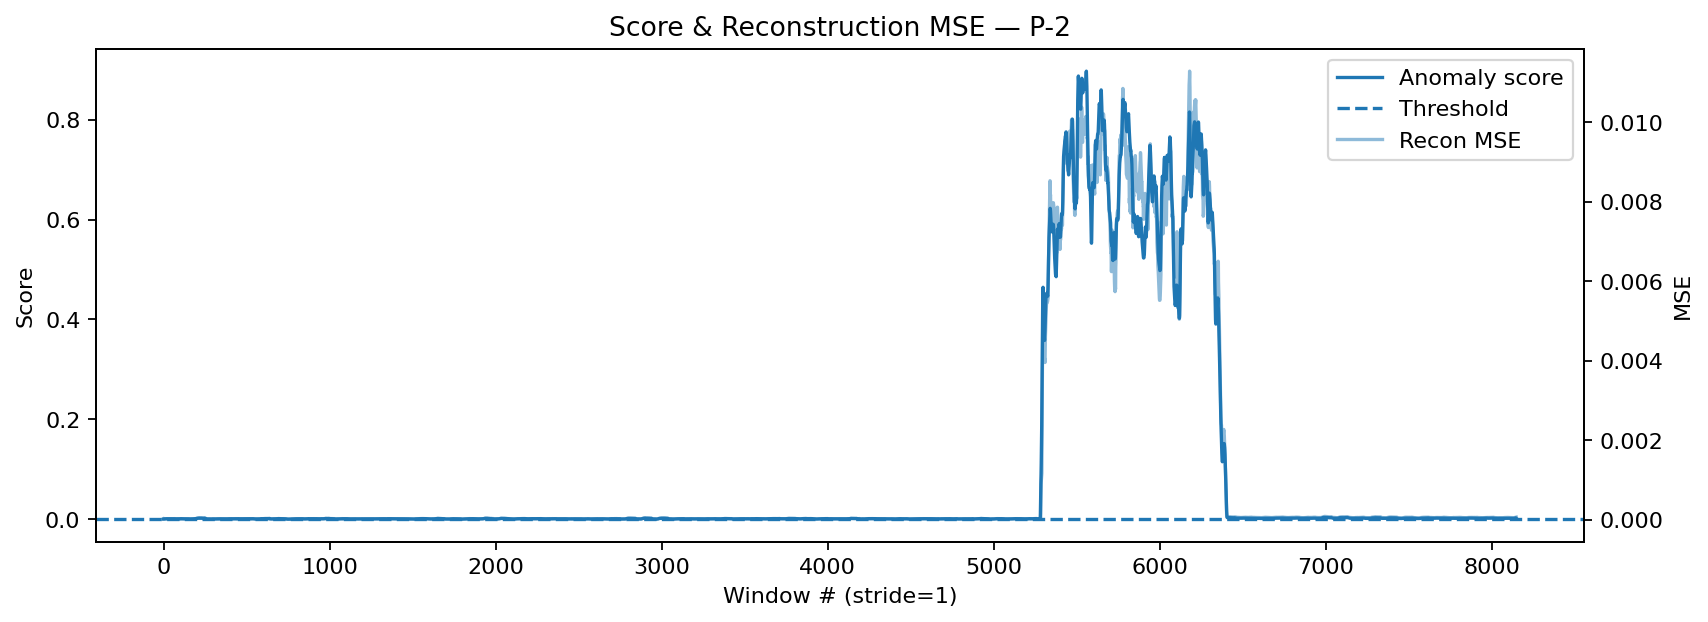 Score & Reconstruction MSE — P-2
Anomaly score
Threshold
Recon MSE
Score
0.8
0.6
0.4
0.2
0.0
0.010
0.008
0.006
0.004
0.002
0.000
MSE
0 1000 2000 3000 4000 5000 6000 7000 8000
Window # (stride=1)